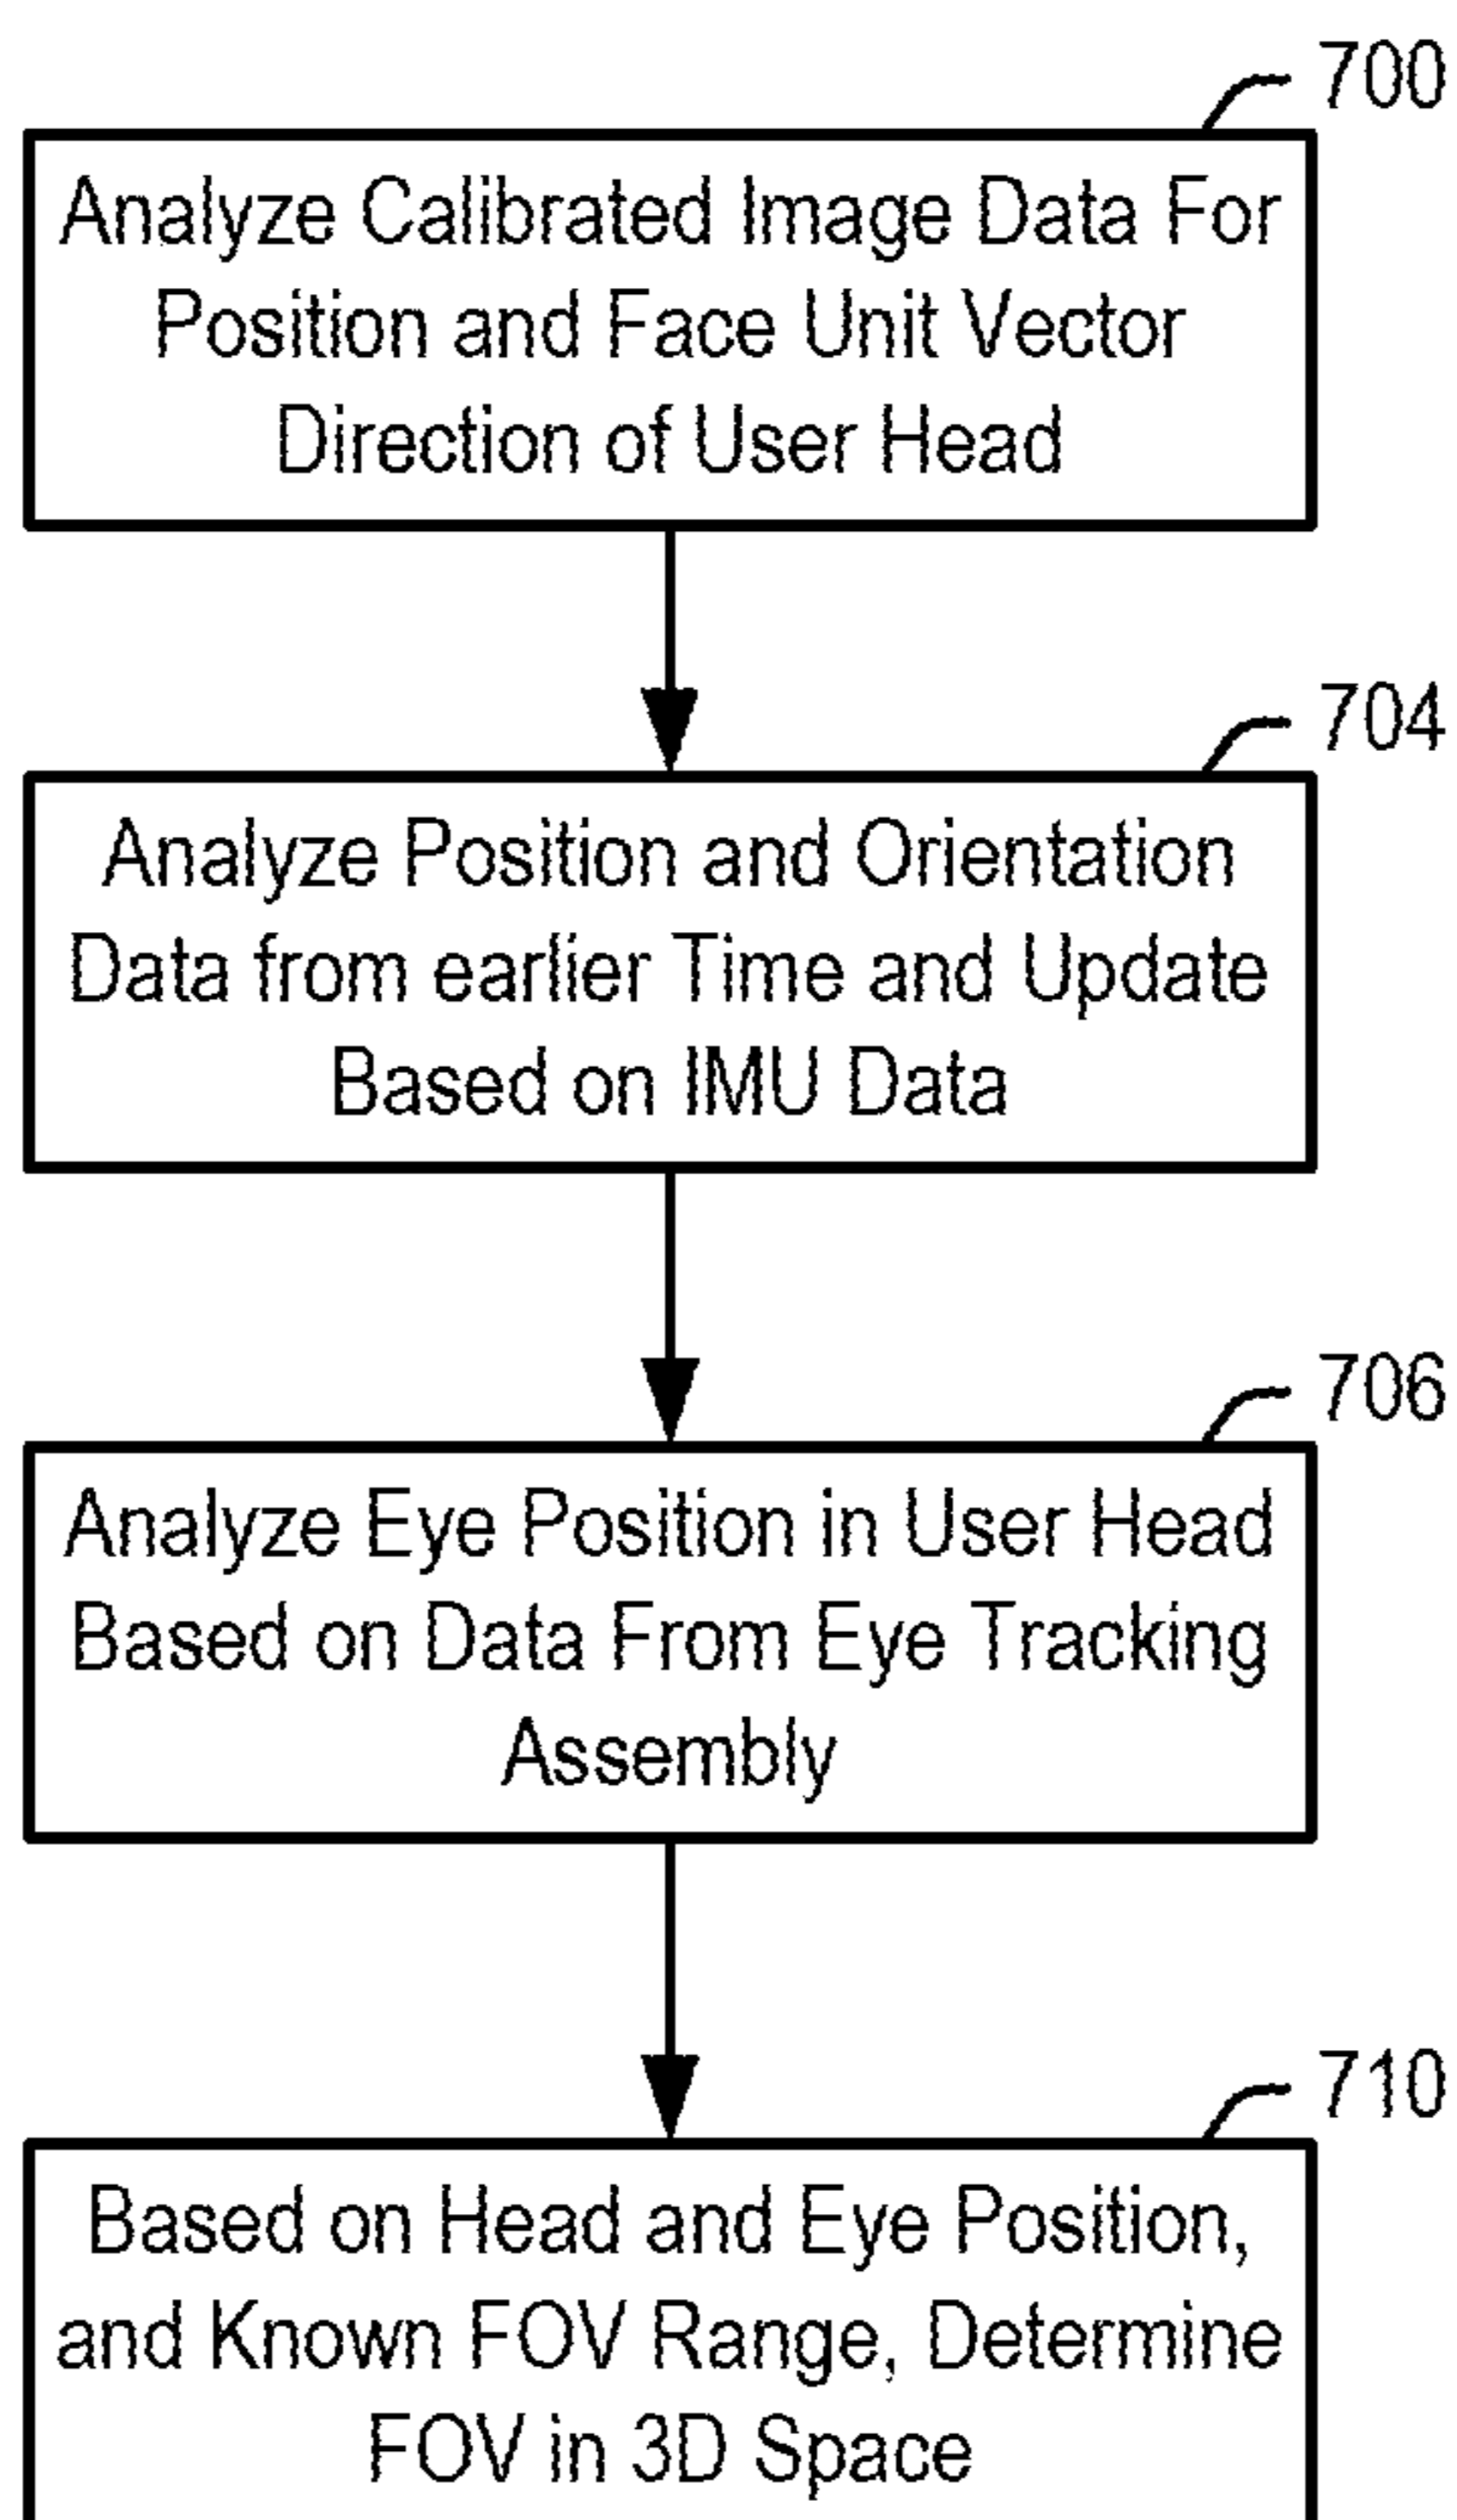 700
Analyze Calibrated Image Data For
Position and Face Unit Vector
Direction of User Head
704
Analyze Position and Orientation
Data from earlier Time and Update
Based on IMU Data
706
Analyze Eye Position in User Head
Based on Data From Eye Tracking
Assembly
710
Based on Head and Eye Position,
and Known FOV Range, Determine
FOV in 3D Space